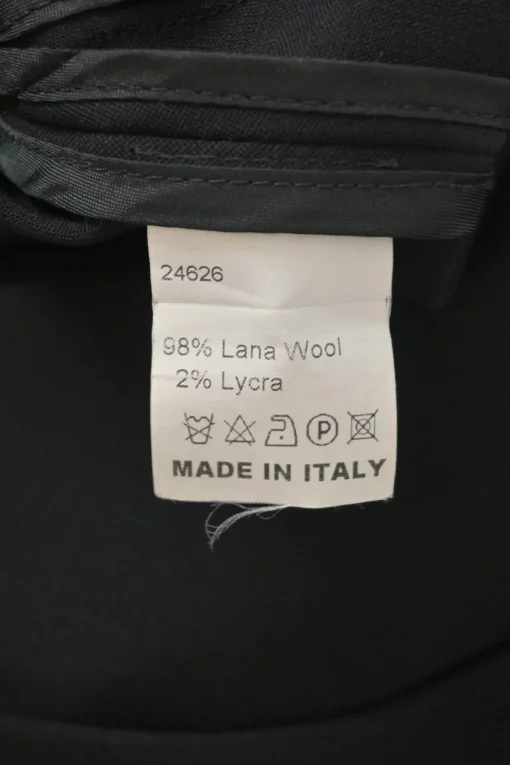 24626
98% Lana Wool
2% Lycra
P
MADE IN ITALY